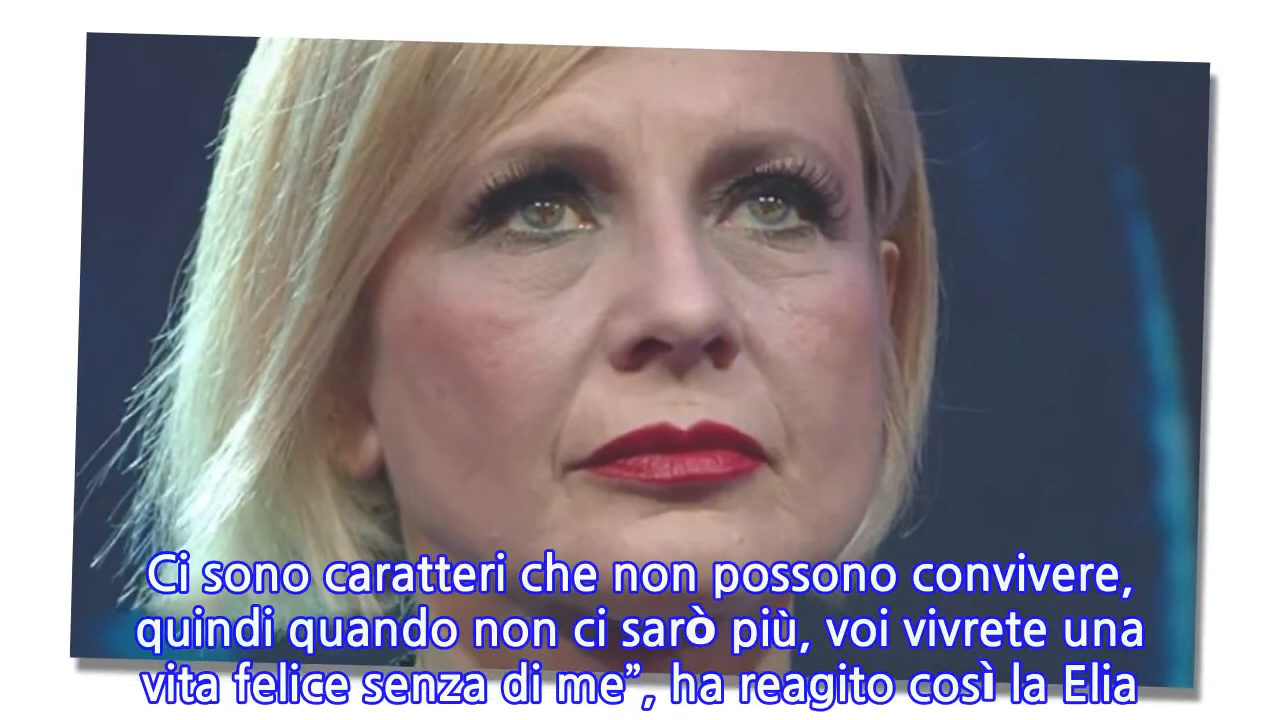 Ci sono caratteri che non possono convivere,
quindi quando non ci sarò più, voi vivrete una
vita felice senza di me”, ha reagito così la Elia